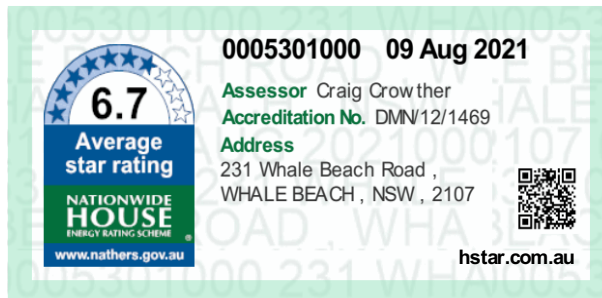 0005301000 09 Aug 2021
Assessor Craig Crowther
Accreditation No. DMN/12/1469
Address
231 Whale Beach Road ,
WHALE BEACH , NSW , 2107
hstar.com.au
6.7
Average
star rating
NATIONWIDE
HOUSE
ENERGY RATING SCHEME ®
www.nathers.gov.au